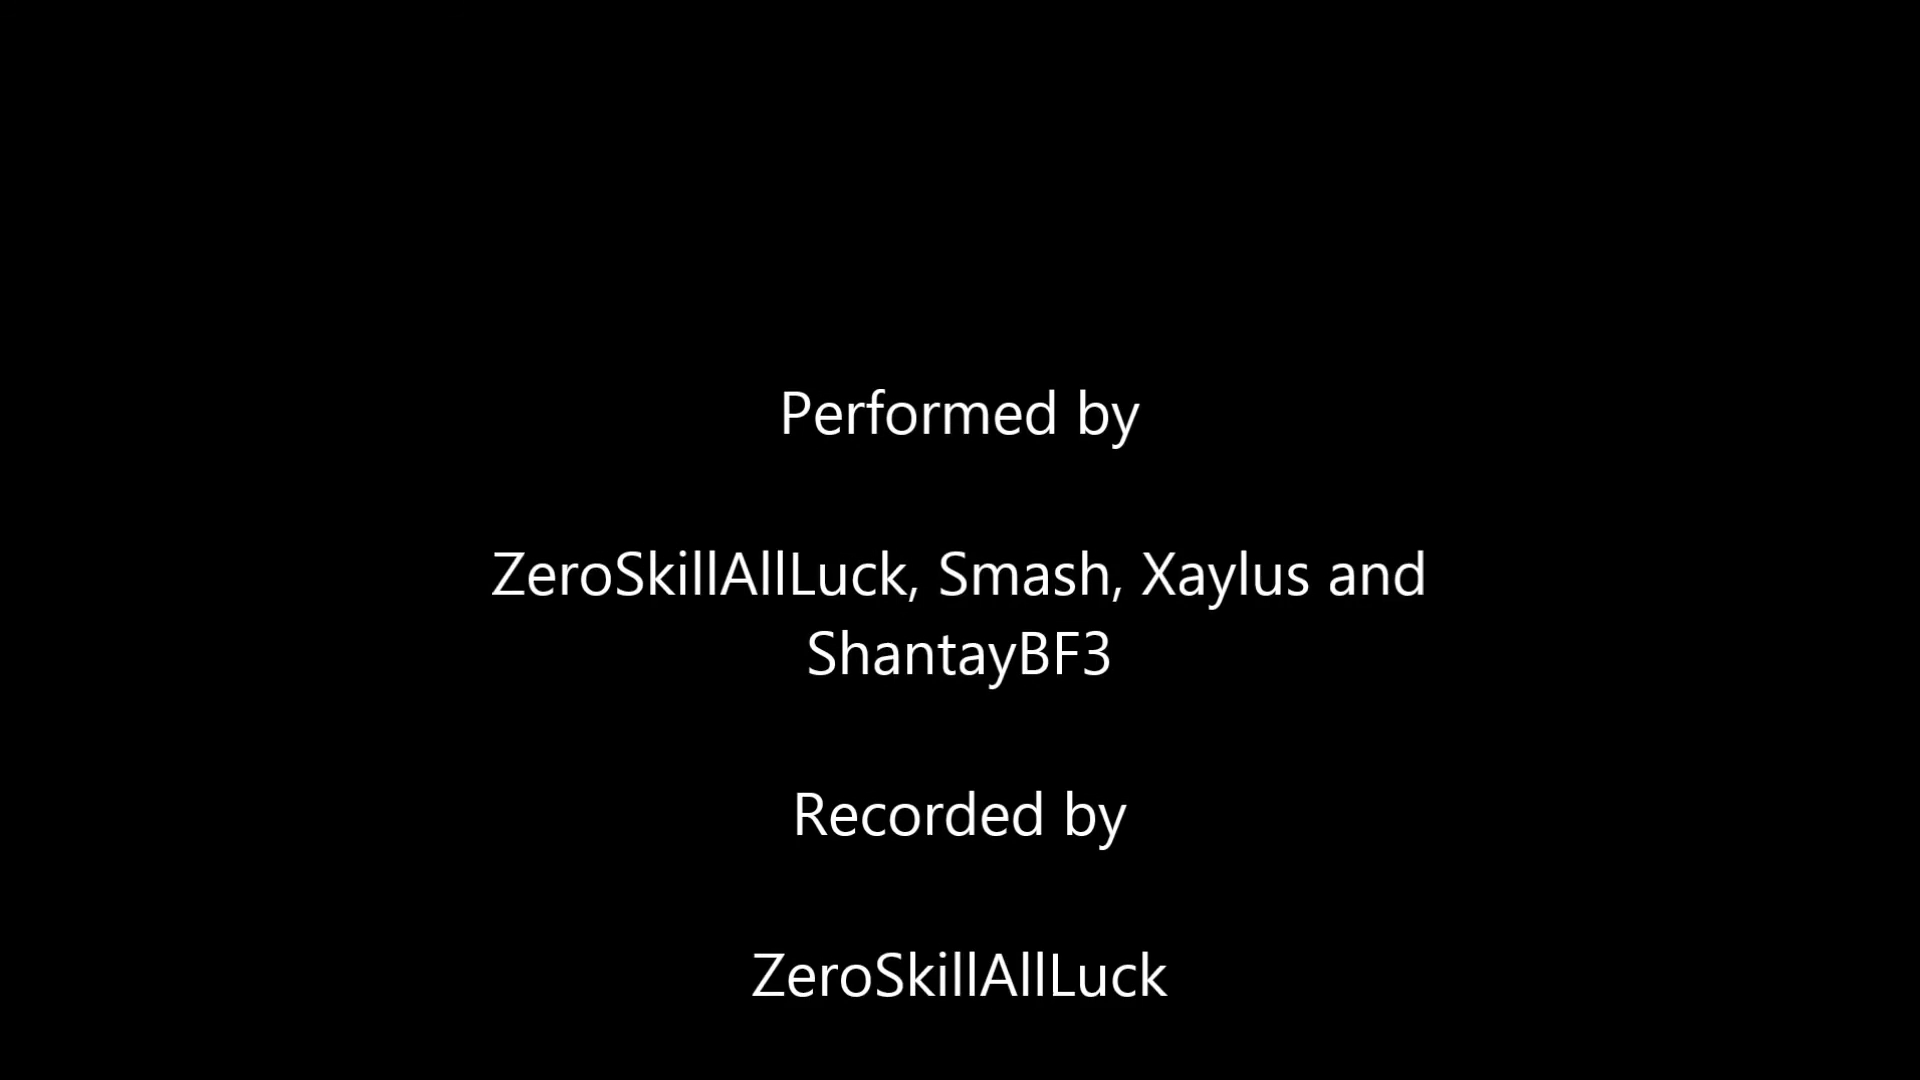 Performed by
ZeroSkillAllLuck, Smash, Xaylus and
ShantayBF3
Recorded by
ZeroSkillAllLuck